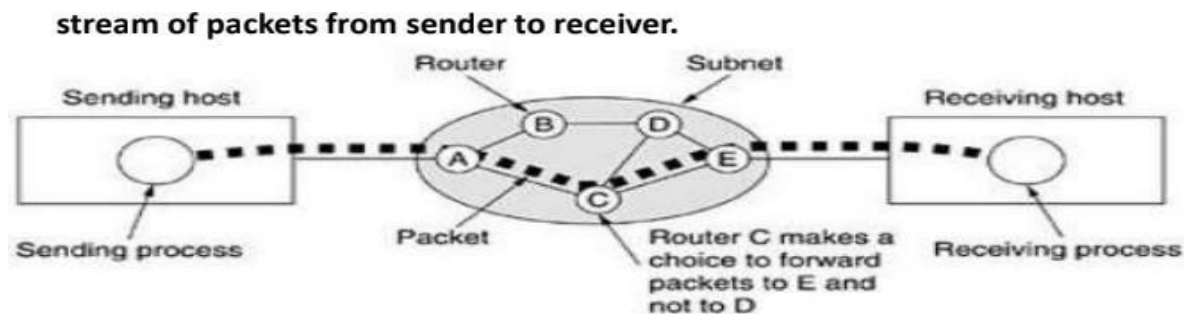 stream of packets from sender to receiver.
Router
Subnet
Sending host
Receiving host
B
D
A
E
C
Packet
Router C makes a
choice to forward
packets to E and
not to D
Sending process
Receiving process